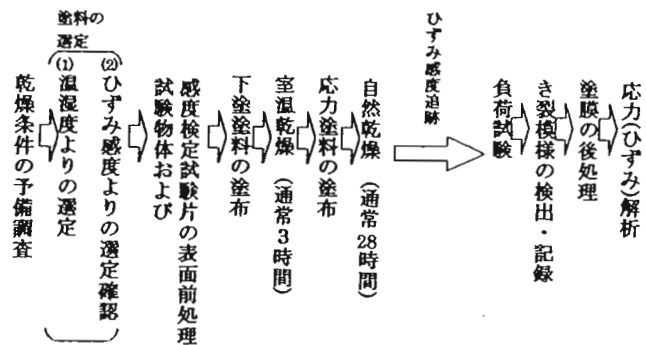 乾燥条件の予備調査
塗料の
選定
(1)
温湿度よりの選定
(2)
ひずみ感度よりの選定確認
試験物体および
感度検定試験片の表面前処理
下塗塗料の塗布
室温乾燥（通常3時間）
応力塗料の塗布
自然乾燥（通常28時間）
ひずみ感度追跡
負荷試験
き裂模様の検出・記録
塗膜の後処理
応力(ひずみ)解析